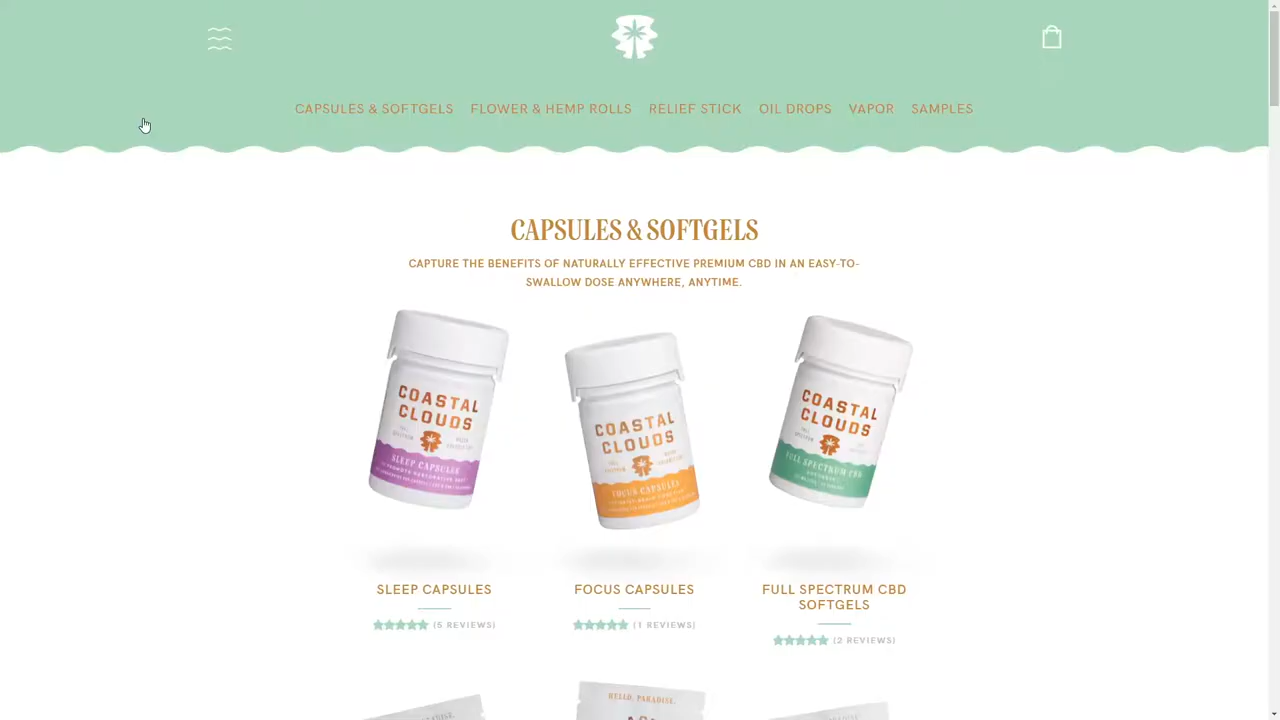 CAPSULES & SOFTGELS FLOWER & HEMP ROLLS RELIEF STICK OIL DROPS VAPOR SAMPLES
CAPSULES & SOFTGELS
CAPTURE THE BENEFITS OF NATURALLY EFFECTIVE PREMIUM CBD IN AN EASY-TO-
SWALLOW DOSE ANYWHERE, ANYTIME.
COASTAL
CLOUDS
SLEEP CAPSULES
COASTAL
CLOUDS
FOCUS CAPSULES
COASTAL
CLOUDS
FULL SPECTRUM CBD
SLEEP CAPSULES
(5 REVIEWS)
FOCUS CAPSULES
(1 REVIEWS)
FULL SPECTRUM CBD
SOFTGELS
(2 REVIEWS)
HELLO, PARADISE.